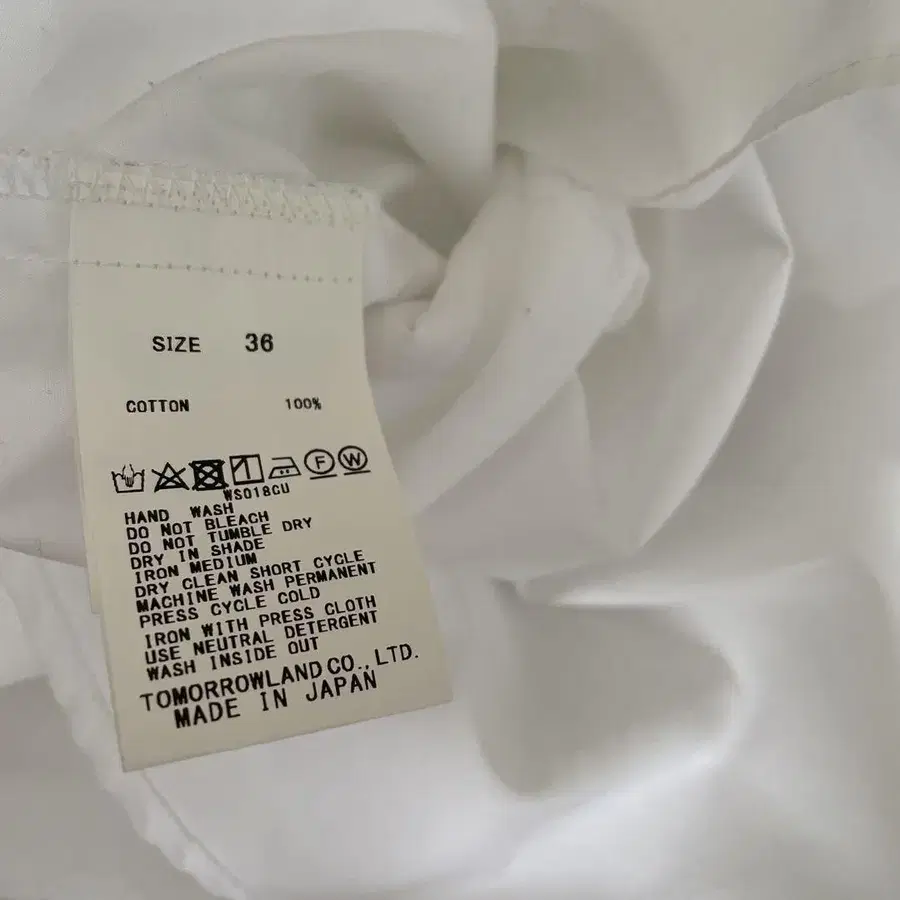 SIZE 36
COTTON 100%
F W
WS018CU
HAND WASH
DO NOT BLEACH
DO NOT TUMBLE DRY
DRY IN SHADE
IRON MEDIUM
DRY CLEAN SHORT CYCLE
MACHINE WASH PERMANENT
PRESS CYCLE COLD
IRON WITH PRESS CLOTH
USE NEUTRAL DETERGENT
WASH INSIDE OUT
TOMORROWLAND CO., LTD.
MADE IN JAPAN